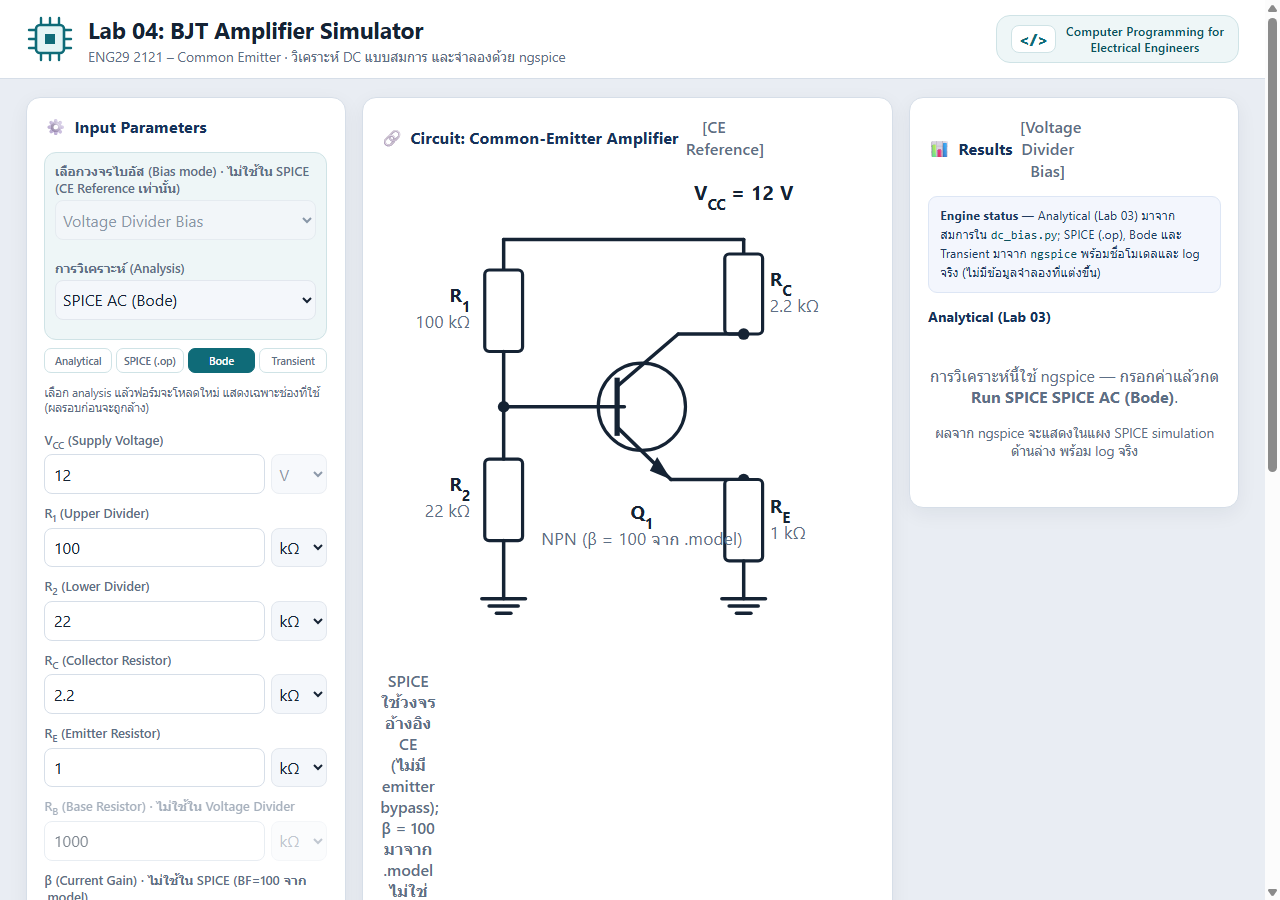 Lab 04: BJT Amplifier Simulator
ENG29 2121 – Common Emitter · วิเคราะห์ DC แบบสมการ และจำลองด้วย ngspice
</>
Computer Programming for
Electrical Engineers
Input Parameters
เลือกวงจรไบอัส (Bias mode) · ไม่ใช้ใน SPICE
(CE Reference เท่านั้น)
Voltage Divider Bias
การวิเคราะห์ (Analysis)
SPICE AC (Bode)
Analytical
SPICE (.op)
Bode
Transient
เลือก analysis แล้วฟอร์มจะโหลดใหม่ แสดงเฉพาะช่องที่ใช้
(ผลรอบก่อนจะถูกล้าง)
VCC (Supply Voltage)
12
V
R1 (Upper Divider)
100
kΩ
R2 (Lower Divider)
22
kΩ
RC (Collector Resistor)
2.2
kΩ
RE (Emitter Resistor)
1
kΩ
RB (Base Resistor) · ไม่ใช้ใน Voltage Divider
1000
kΩ
β (Current Gain) · ไม่ใช้ใน SPICE (BF=100 จาก
.model)
Circuit: Common-Emitter Amplifier
[CE
Reference]
VCC = 12 V
R1
100 kΩ
RC
2.2 kΩ
R2
22 kΩ
Q1
NPN (β = 100 จาก .model)
RE
1 kΩ
SPICE
ใช้วงจร
อ้างอิง
CE
(ไม่มี
emitter
bypass);
β = 100
มาจาก
.model
ไม่ใช่
Results
[Voltage
Divider
Bias]
Engine status — Analytical (Lab 03) มาจาก
สมการใน dc_bias.py; SPICE (.op), Bode และ
Transient มาจาก ngspice พร้อมชื่อโมเดลและ log
จริง (ไม่มีข้อมูลจำลองที่แต่งขึ้น)
Analytical (Lab 03)
การวิเคราะห์นี้ใช้ ngspice — กรอกค่าแล้วกด
Run SPICE SPICE AC (Bode).
ผลจาก ngspice จะแสดงในแผง SPICE simulation
ด้านล่าง พร้อม log จริง